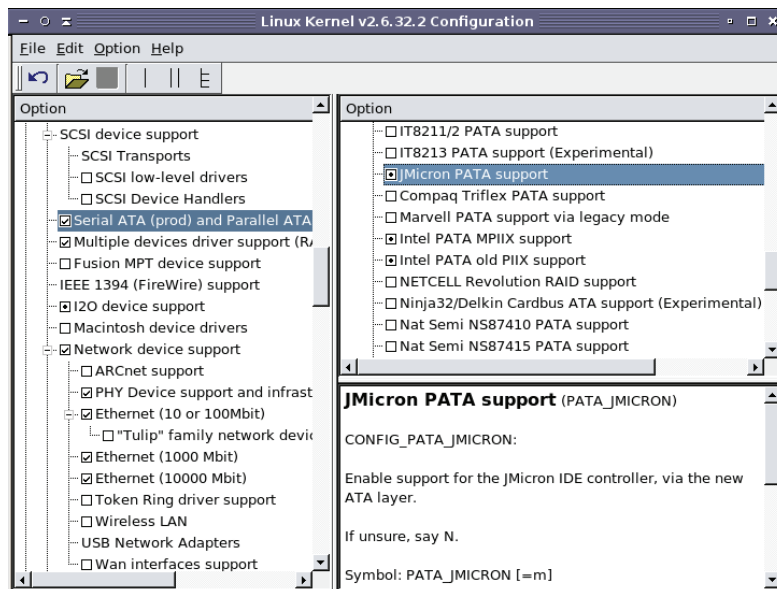 Linux Kernel v2.6.32.2 Configuration
File Edit Option Help
Option
SCSI device support
SCSI Transports
SCSI low-level drivers
SCSI Device Handlers
Serial ATA (prod) and Parallel ATA
Multiple devices driver support (RA
Fusion MPT device support
IEEE 1394 (FireWire) support
I2O device support
Macintosh device drivers
Network device support
ARCnet support
PHY Device support and infrast
Ethernet (10 or 100Mbit)
"Tulip" family network devic
Ethernet (1000 Mbit)
Ethernet (10000 Mbit)
Token Ring driver support
Wireless LAN
USB Network Adapters
Wan interfaces support
Option
IT8211/2 PATA support
IT8213 PATA support (Experimental)
JMicron PATA support
Compaq Triflex PATA support
Marvell PATA support via legacy mode
Intel PATA MPIIX support
Intel PATA old PIIX support
NETCELL Revolution RAID support
Ninja32/Delkin Cardbus ATA support (Experimental)
Nat Semi NS87410 PATA support
Nat Semi NS87415 PATA support
JMicron PATA support (PATA_JMICRON)
CONFIG_PATA_JMICRON:
Enable support for the JMicron IDE controller, via the new
ATA layer.
If unsure, say N.
Symbol: PATA_JMICRON [=m]